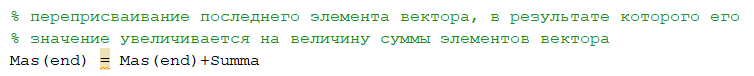 % переприсваивание последнего элемента вектора, в результате которого его
% значение увеличивается на величину суммы элементов вектора
Mas(end) = Mas(end)+Summa